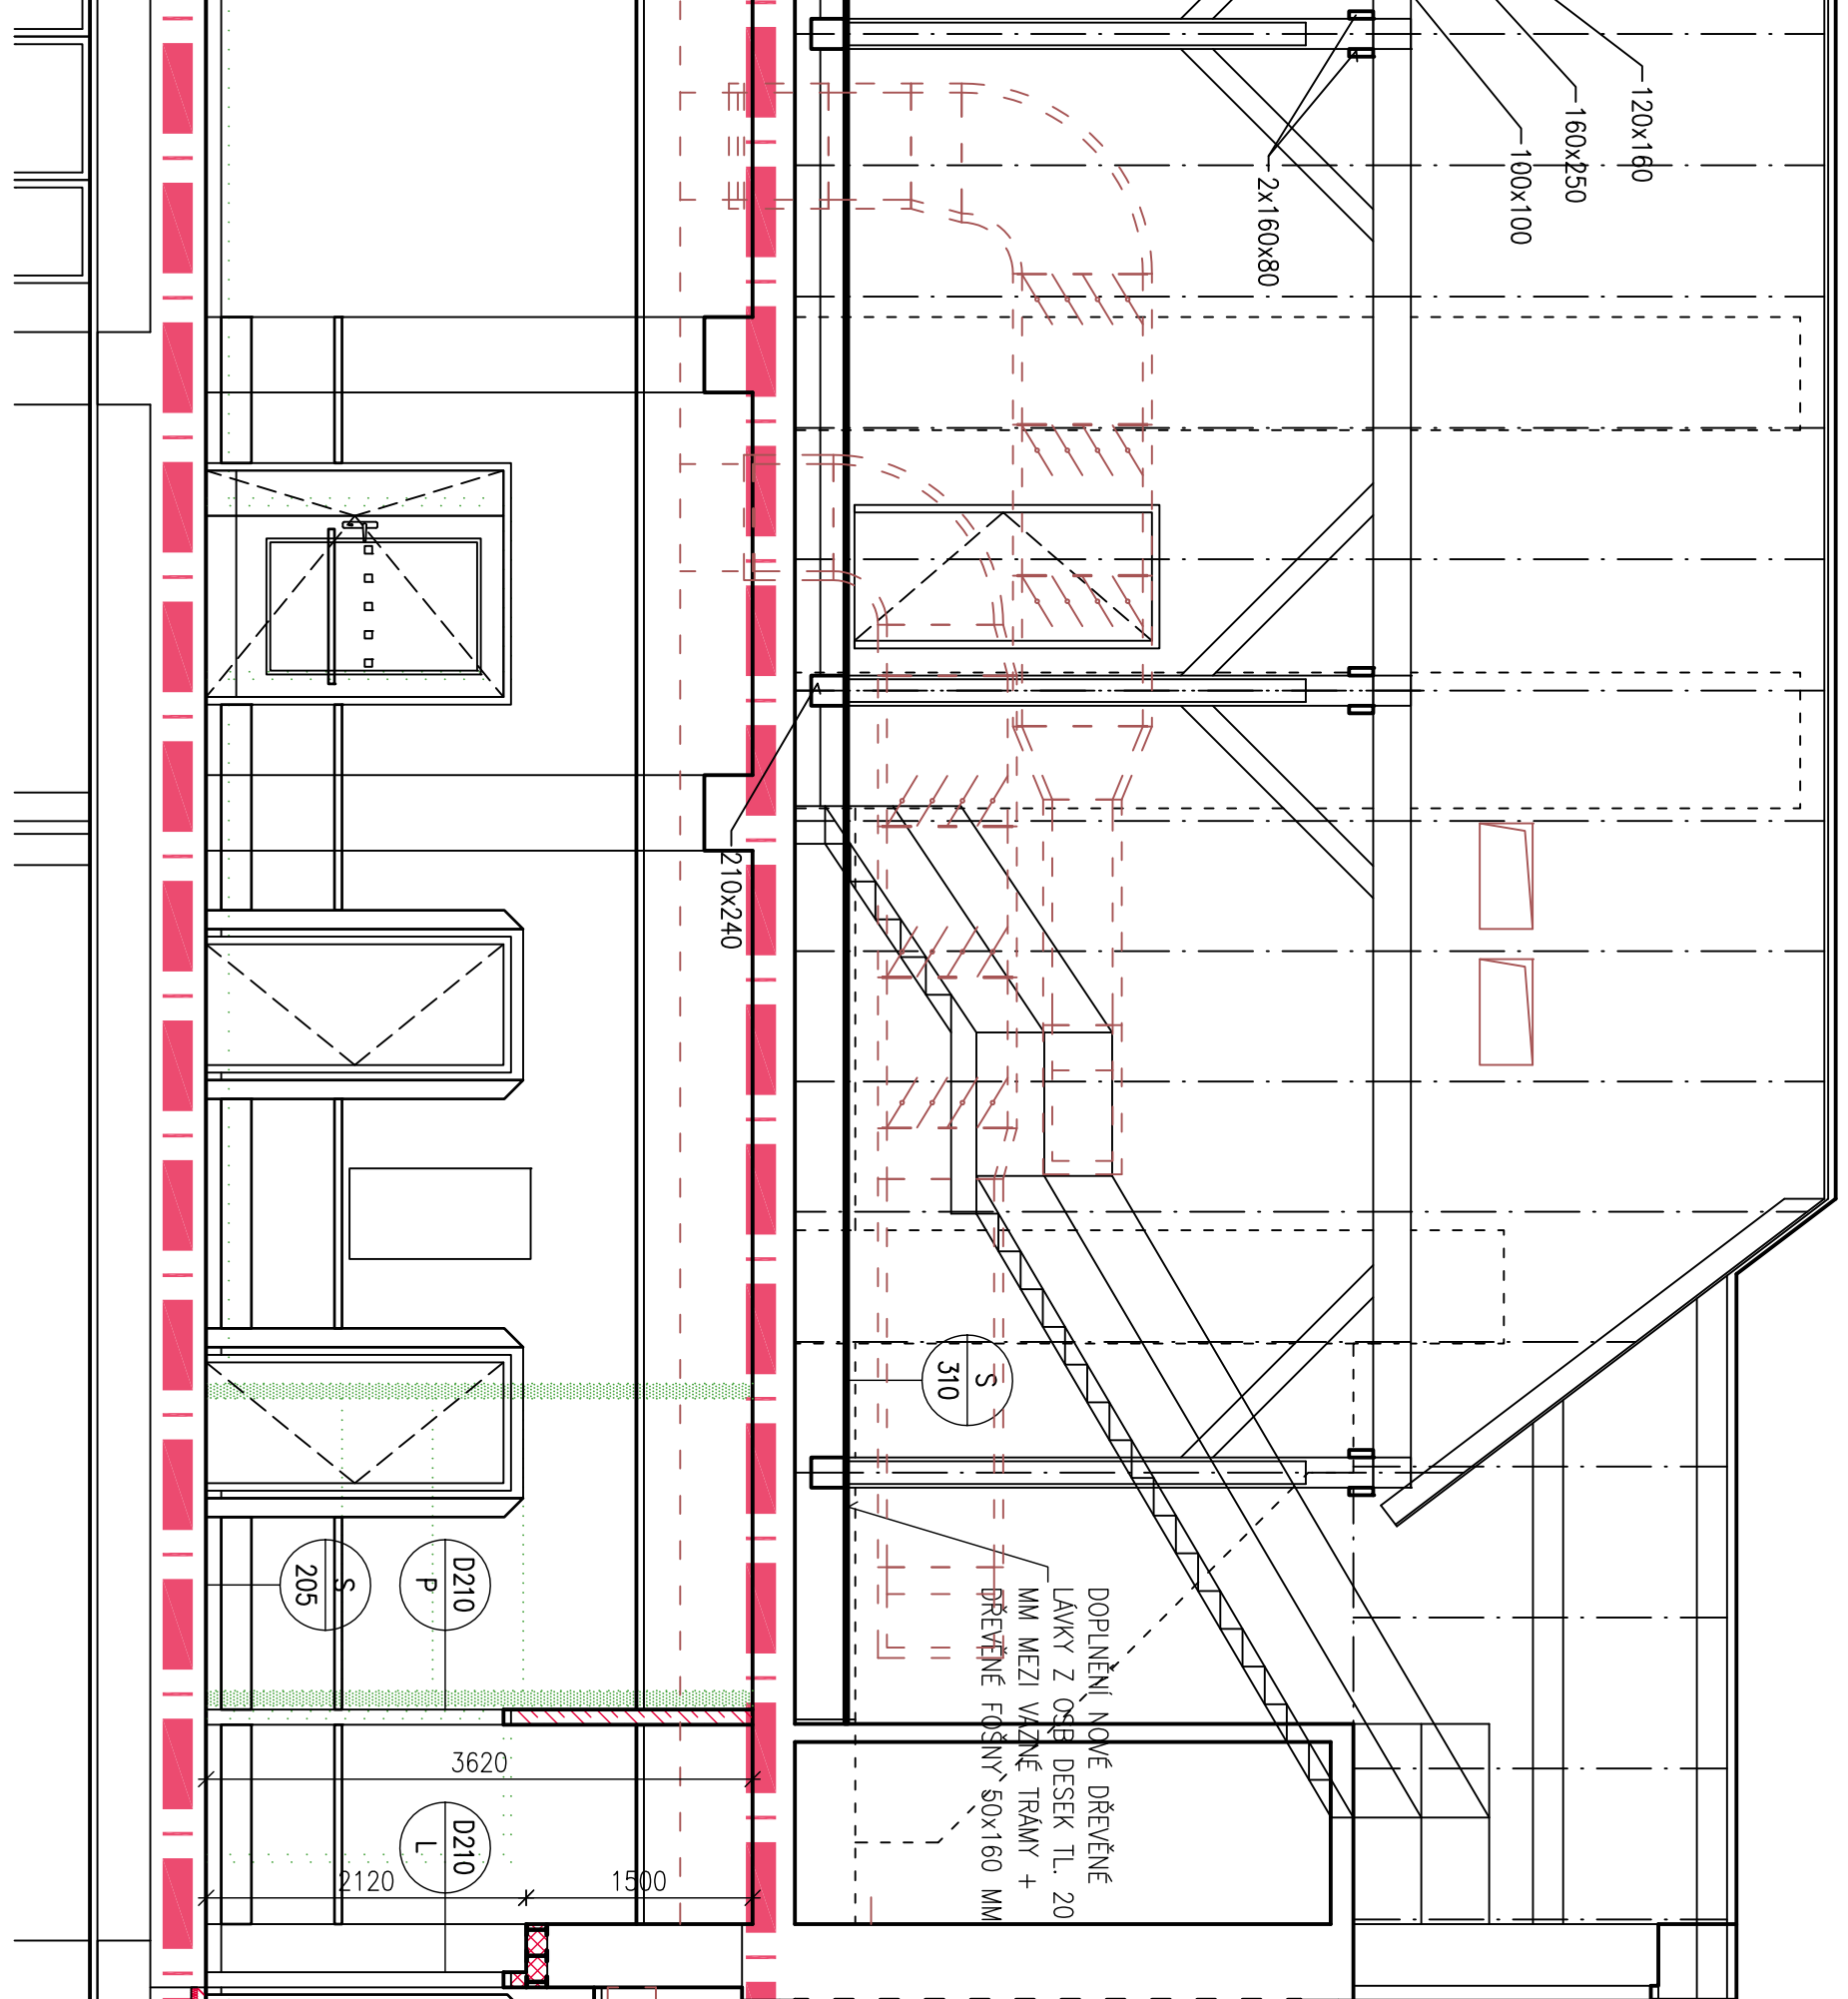 120x160
160x250
100x100
2x160x80
210x240
S
310
DOPLNĚNÍ NOVÉ DŘEVĚNÉ
LÁVKY Z OSB DESEK TL. 20
MM MEZI VAZNÉ TRÁMY +
DŘEVĚNÉ FOŠNY 50x160 MM
D210
P
S
205
3620
D210
L
2120
1500